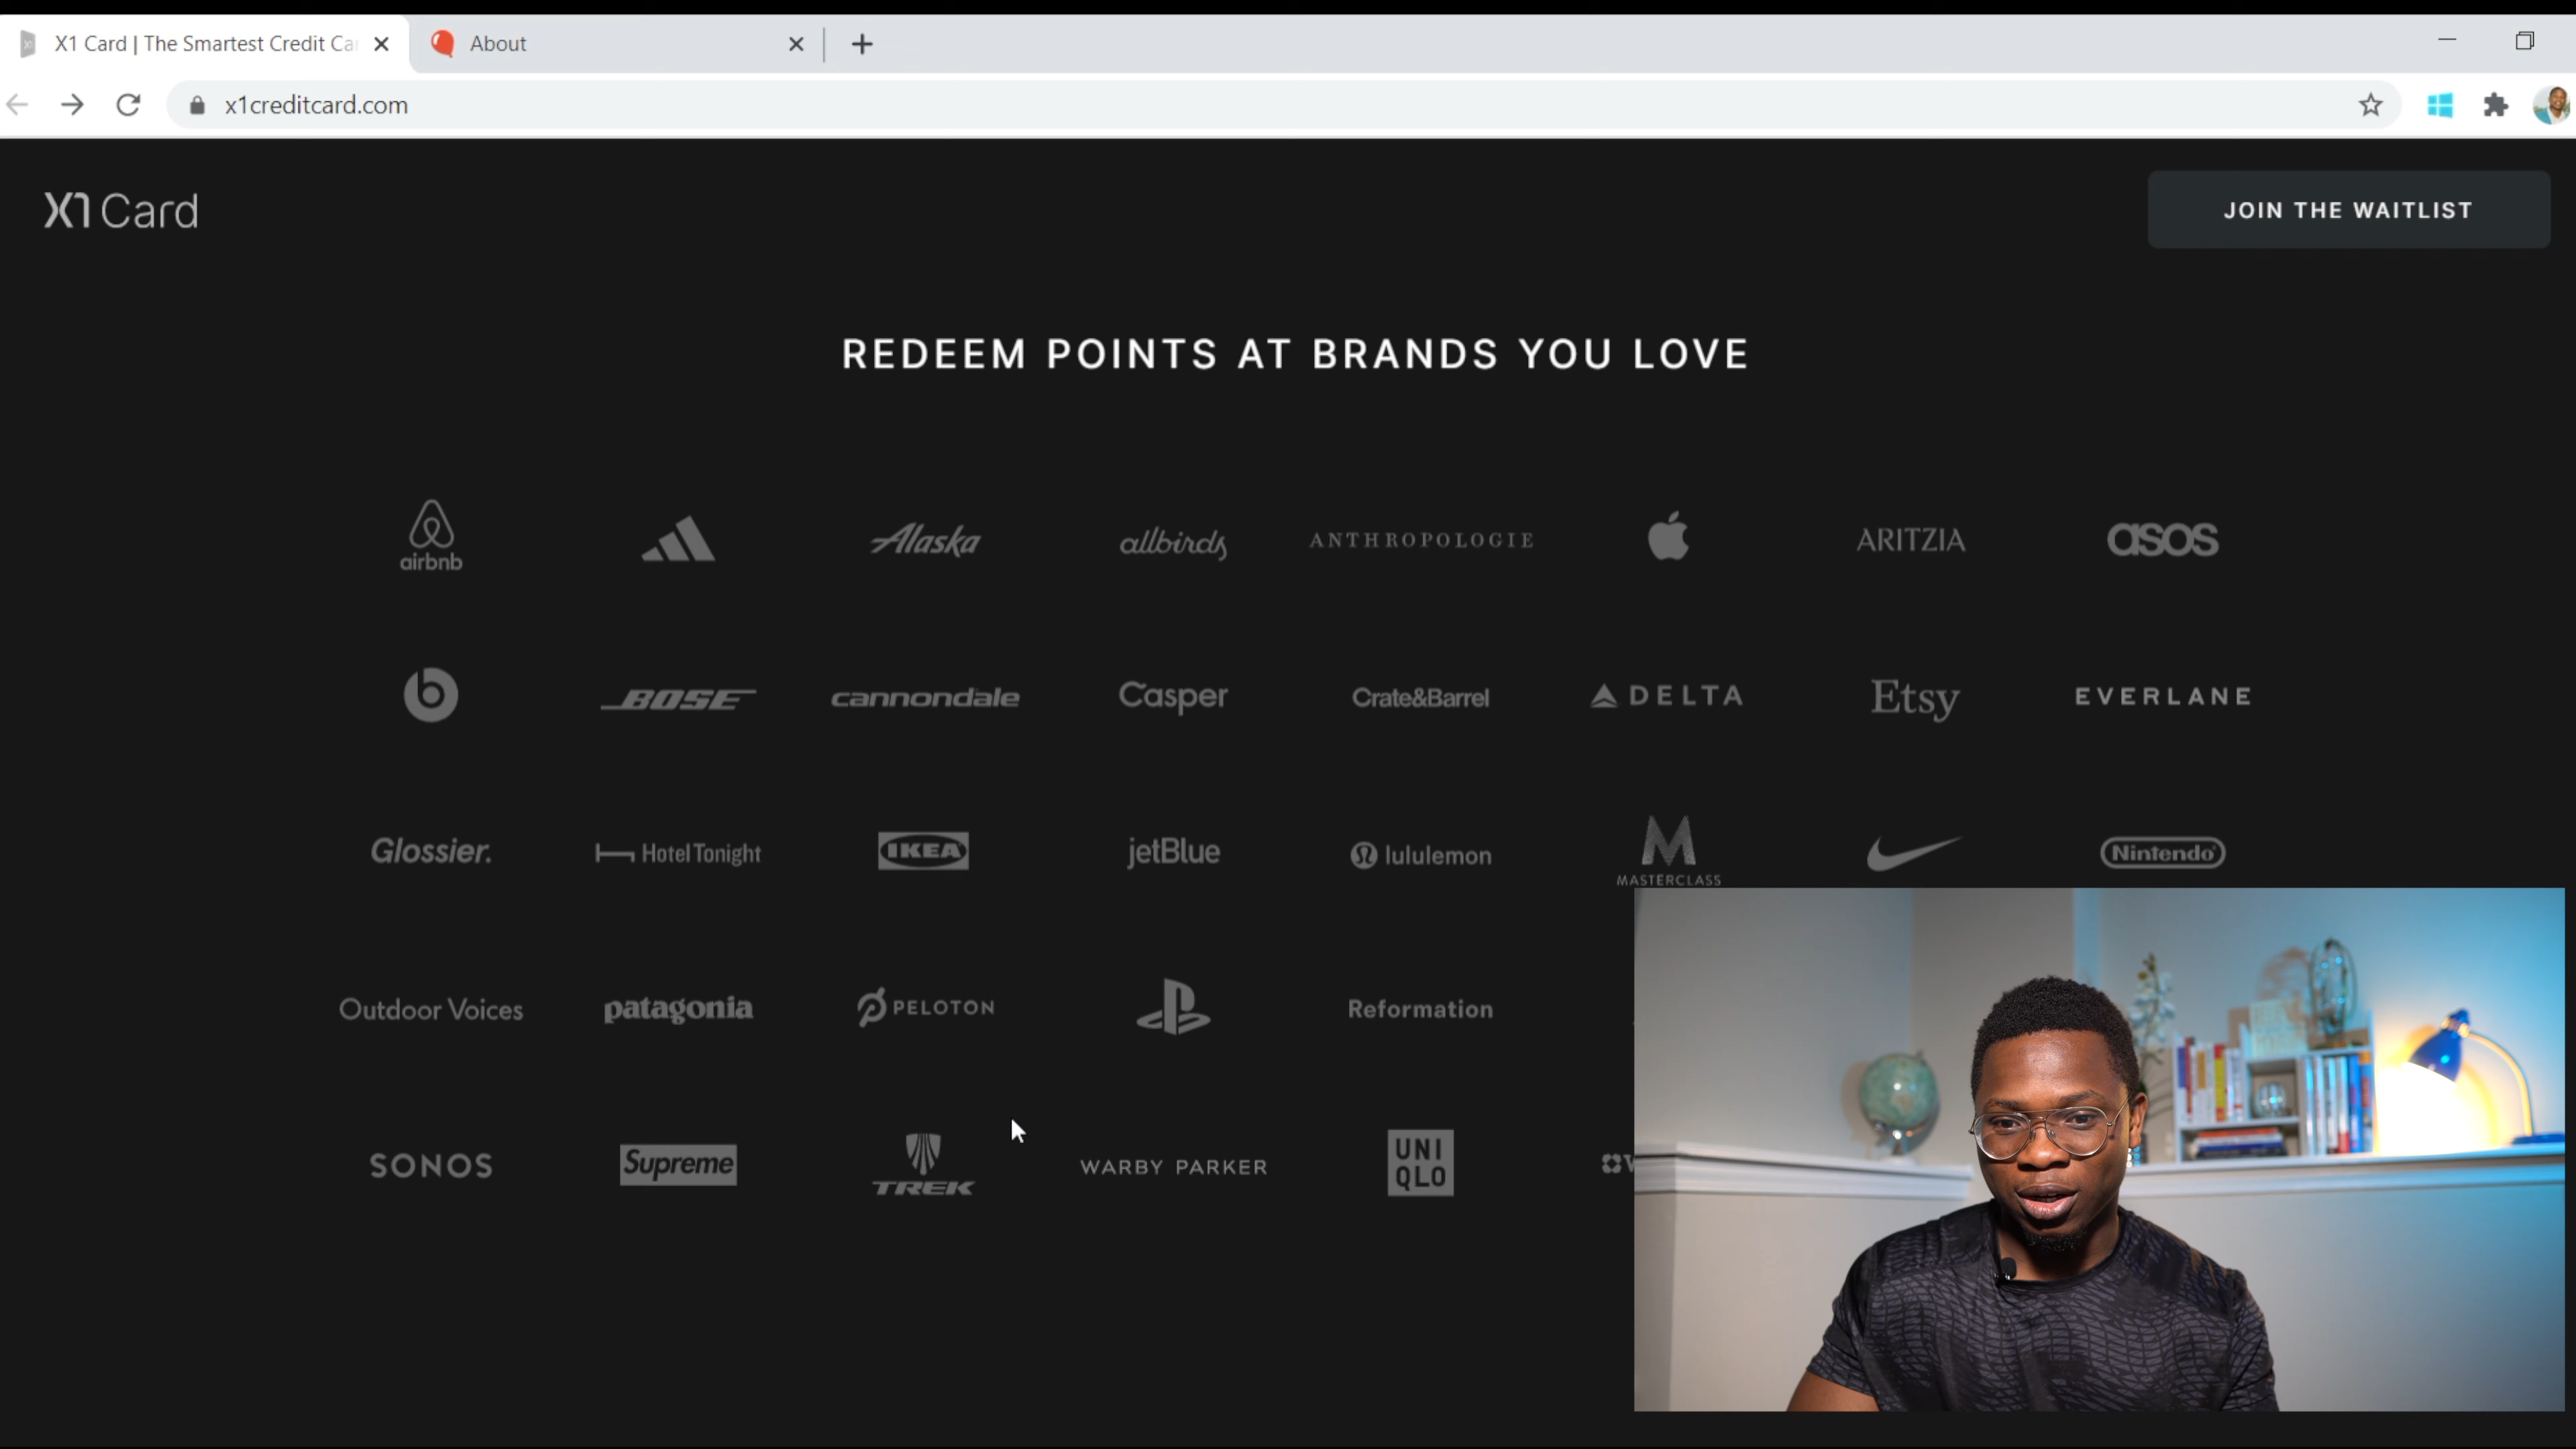 X1 Card | The Smartest Credit Ca
About
x1creditcard.com
X1 Card
JOIN THE WAITLIST
REDEEM POINTS AT BRANDS YOU LOVE
airbnb
Alaska
allbirds
ANTHROPOLOGIE
ARITZIA
asos
b
BOSE
cannondale
Casper
Crate&Barrel
DELTA
Etsy
EVERLANE
Glossier.
HotelTonight
IKEA
jetBlue
lululemon
M
MASTERCLASS
Nintendo
Outdoor Voices
patagonia
PELOTON
Reformation
SONOS
Supreme
TREK
WARBY PARKER
UNI
QLO